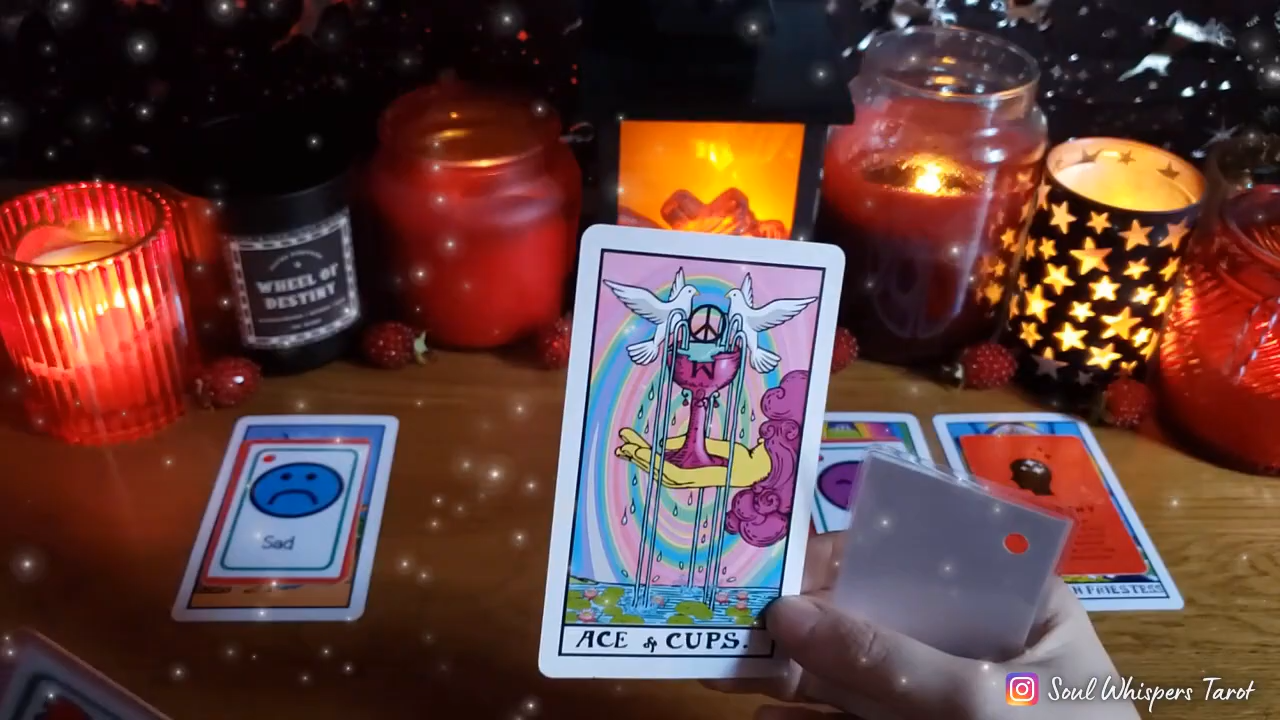 WHEEL OF
DESTINY
Sad
ACE of CUPS.
H PRIESTESS
Soul Whispers Tarot